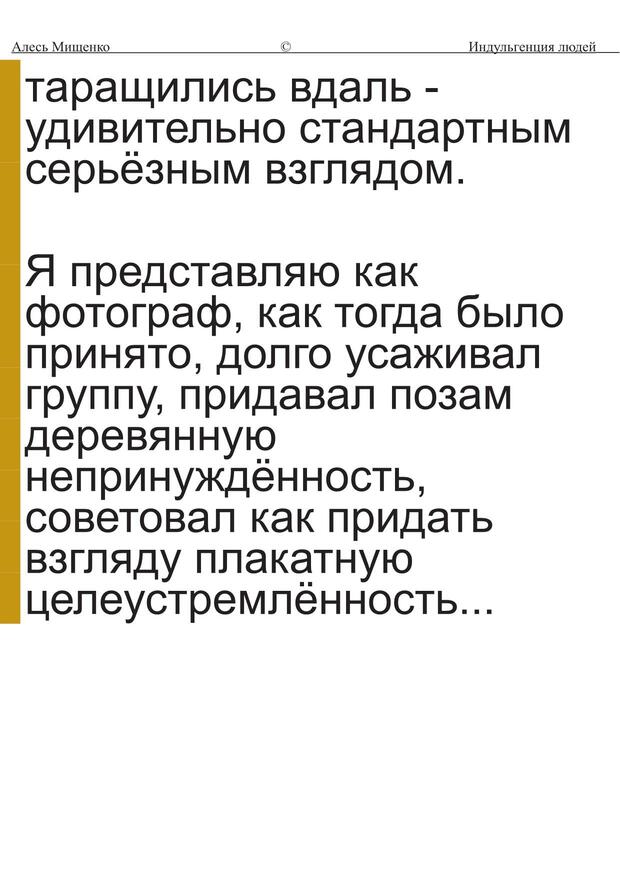 Алесь Мищенко © Индульгенция людей
таращились вдаль -
удивительно стандартным
серьёзным взглядом.
Я представляю как
фотограф, как тогда было
принято, долго усаживал
группу, придавал позам
деревянную
непринуждённость,
советовал как придать
взгляду плакатную
целеустремлённость...